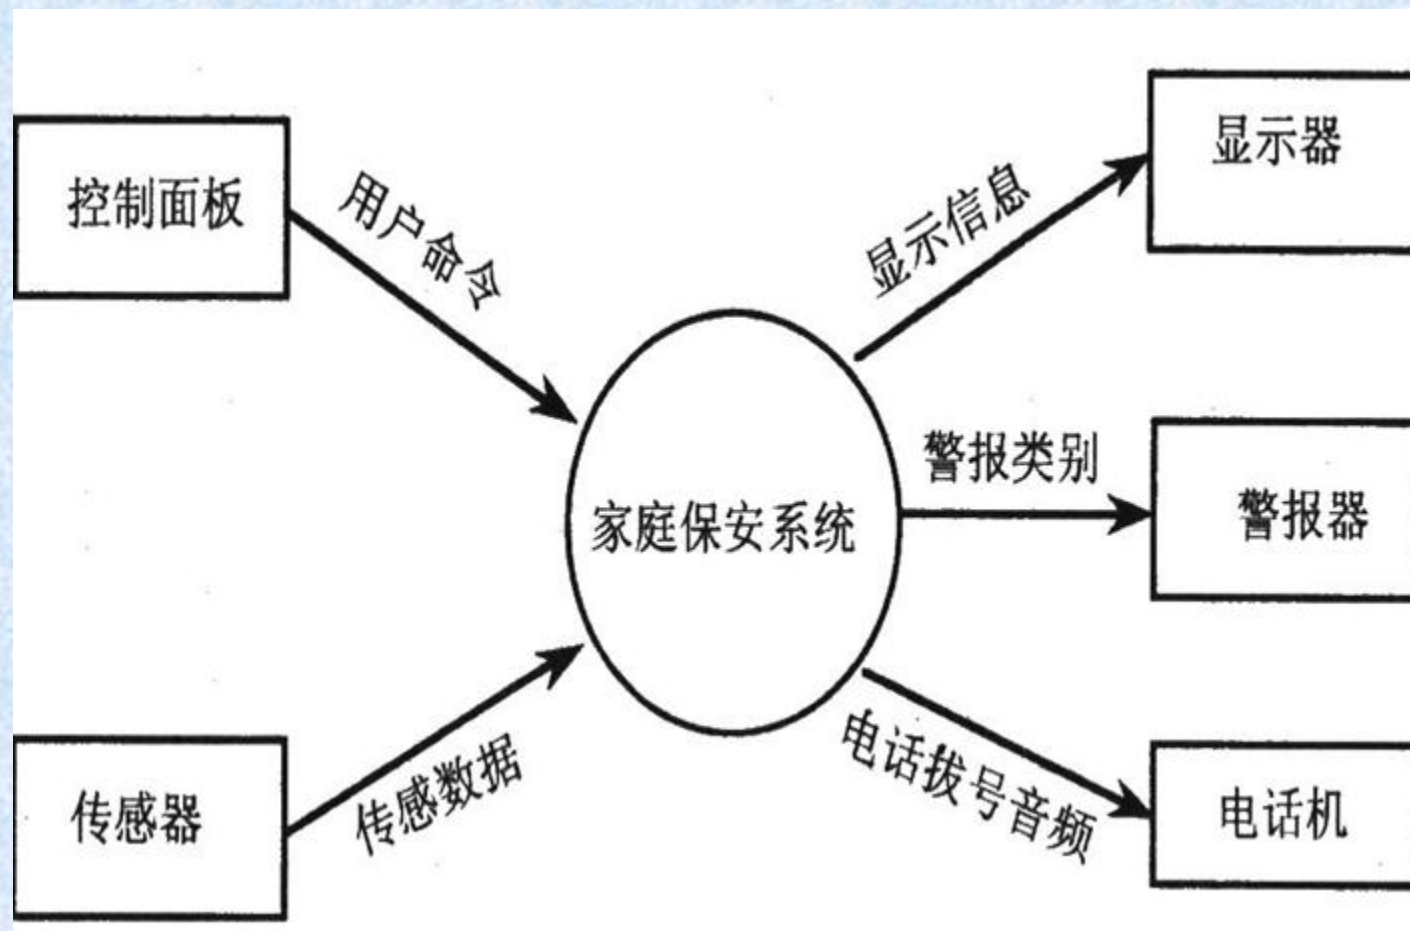 控制面板
用户命令
显示信息
显示器
家庭保安系统
警报类别
警报器
传感器
传感数据
电话拔号音频
电话机